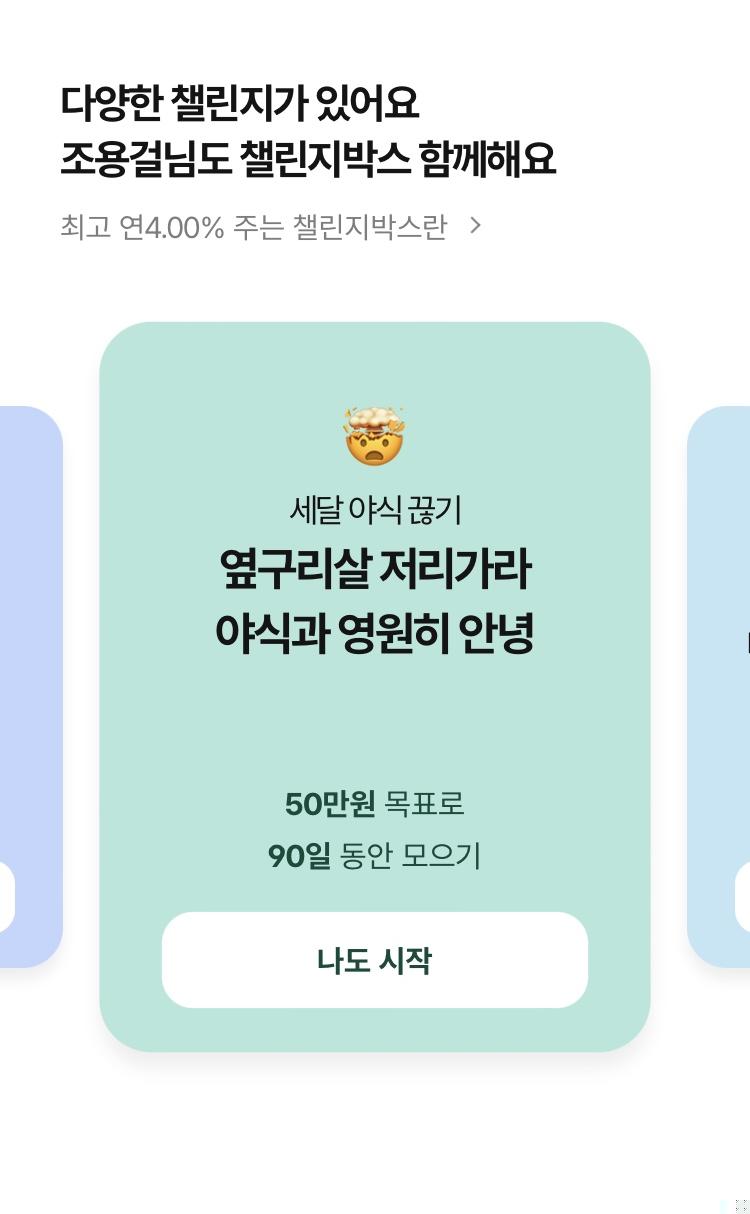 다양한 챌린지가 있어요
조용걸님도 챌린지박스 함께해요
최고 연4.00% 주는 챌린지박스란
세달 야식 끊기
옆구리살 저리가라
야식과 영원히 안녕
50만원 목표로
90일 동안 모으기
나도 시작